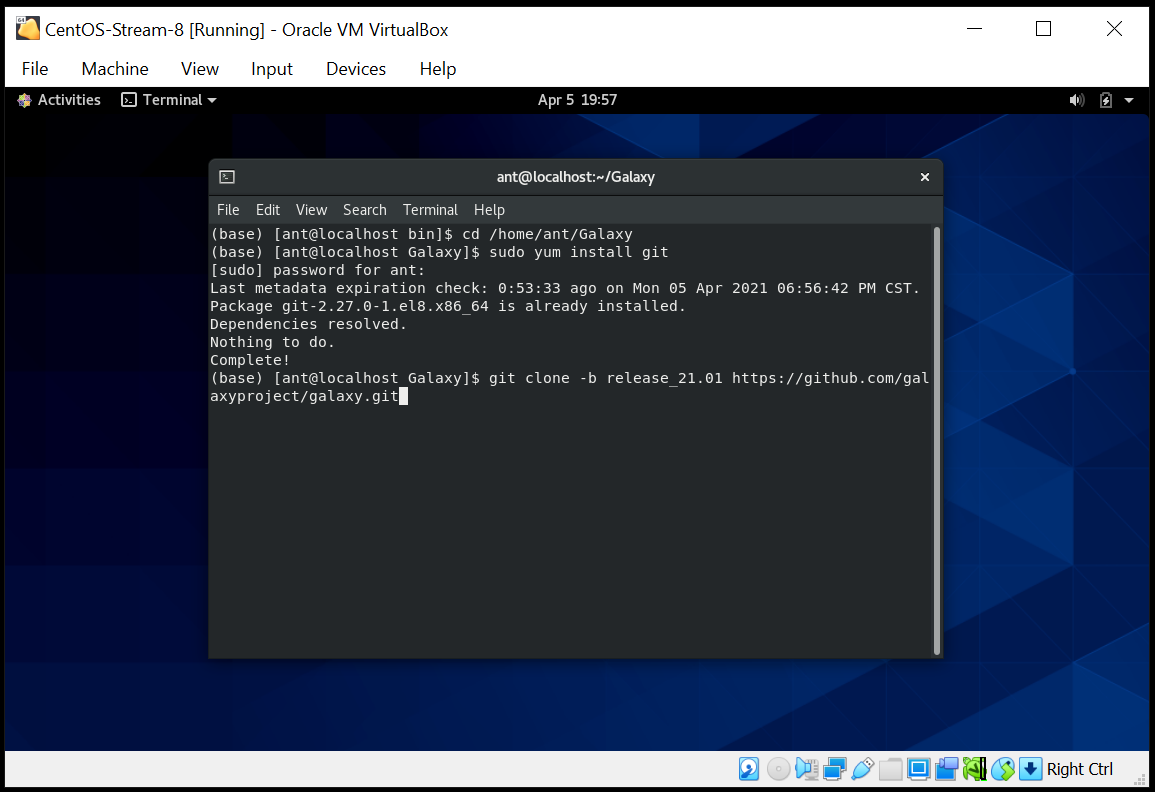 CentOS-Stream-8 [Running] - Oracle VM VirtualBox
File Machine View Input Devices Help
Activities Terminal Apr 5 19:57
ant@localhost:~/Galaxy
File Edit View Search Terminal Help
(base) [ant@localhost bin]$ cd /home/ant/Galaxy
(base) [ant@localhost Galaxy]$ sudo yum install git
[sudo] password for ant:
Last metadata expiration check: 0:53:33 ago on Mon 05 Apr 2021 06:56:42 PM CST.
Package git-2.27.0-1.el8.x86_64 is already installed.
Dependencies resolved.
Nothing to do.
Complete!
(base) [ant@localhost Galaxy]$ git clone -b release_21.01 https://github.com/gal
axyproject/galaxy.git
Right Ctrl